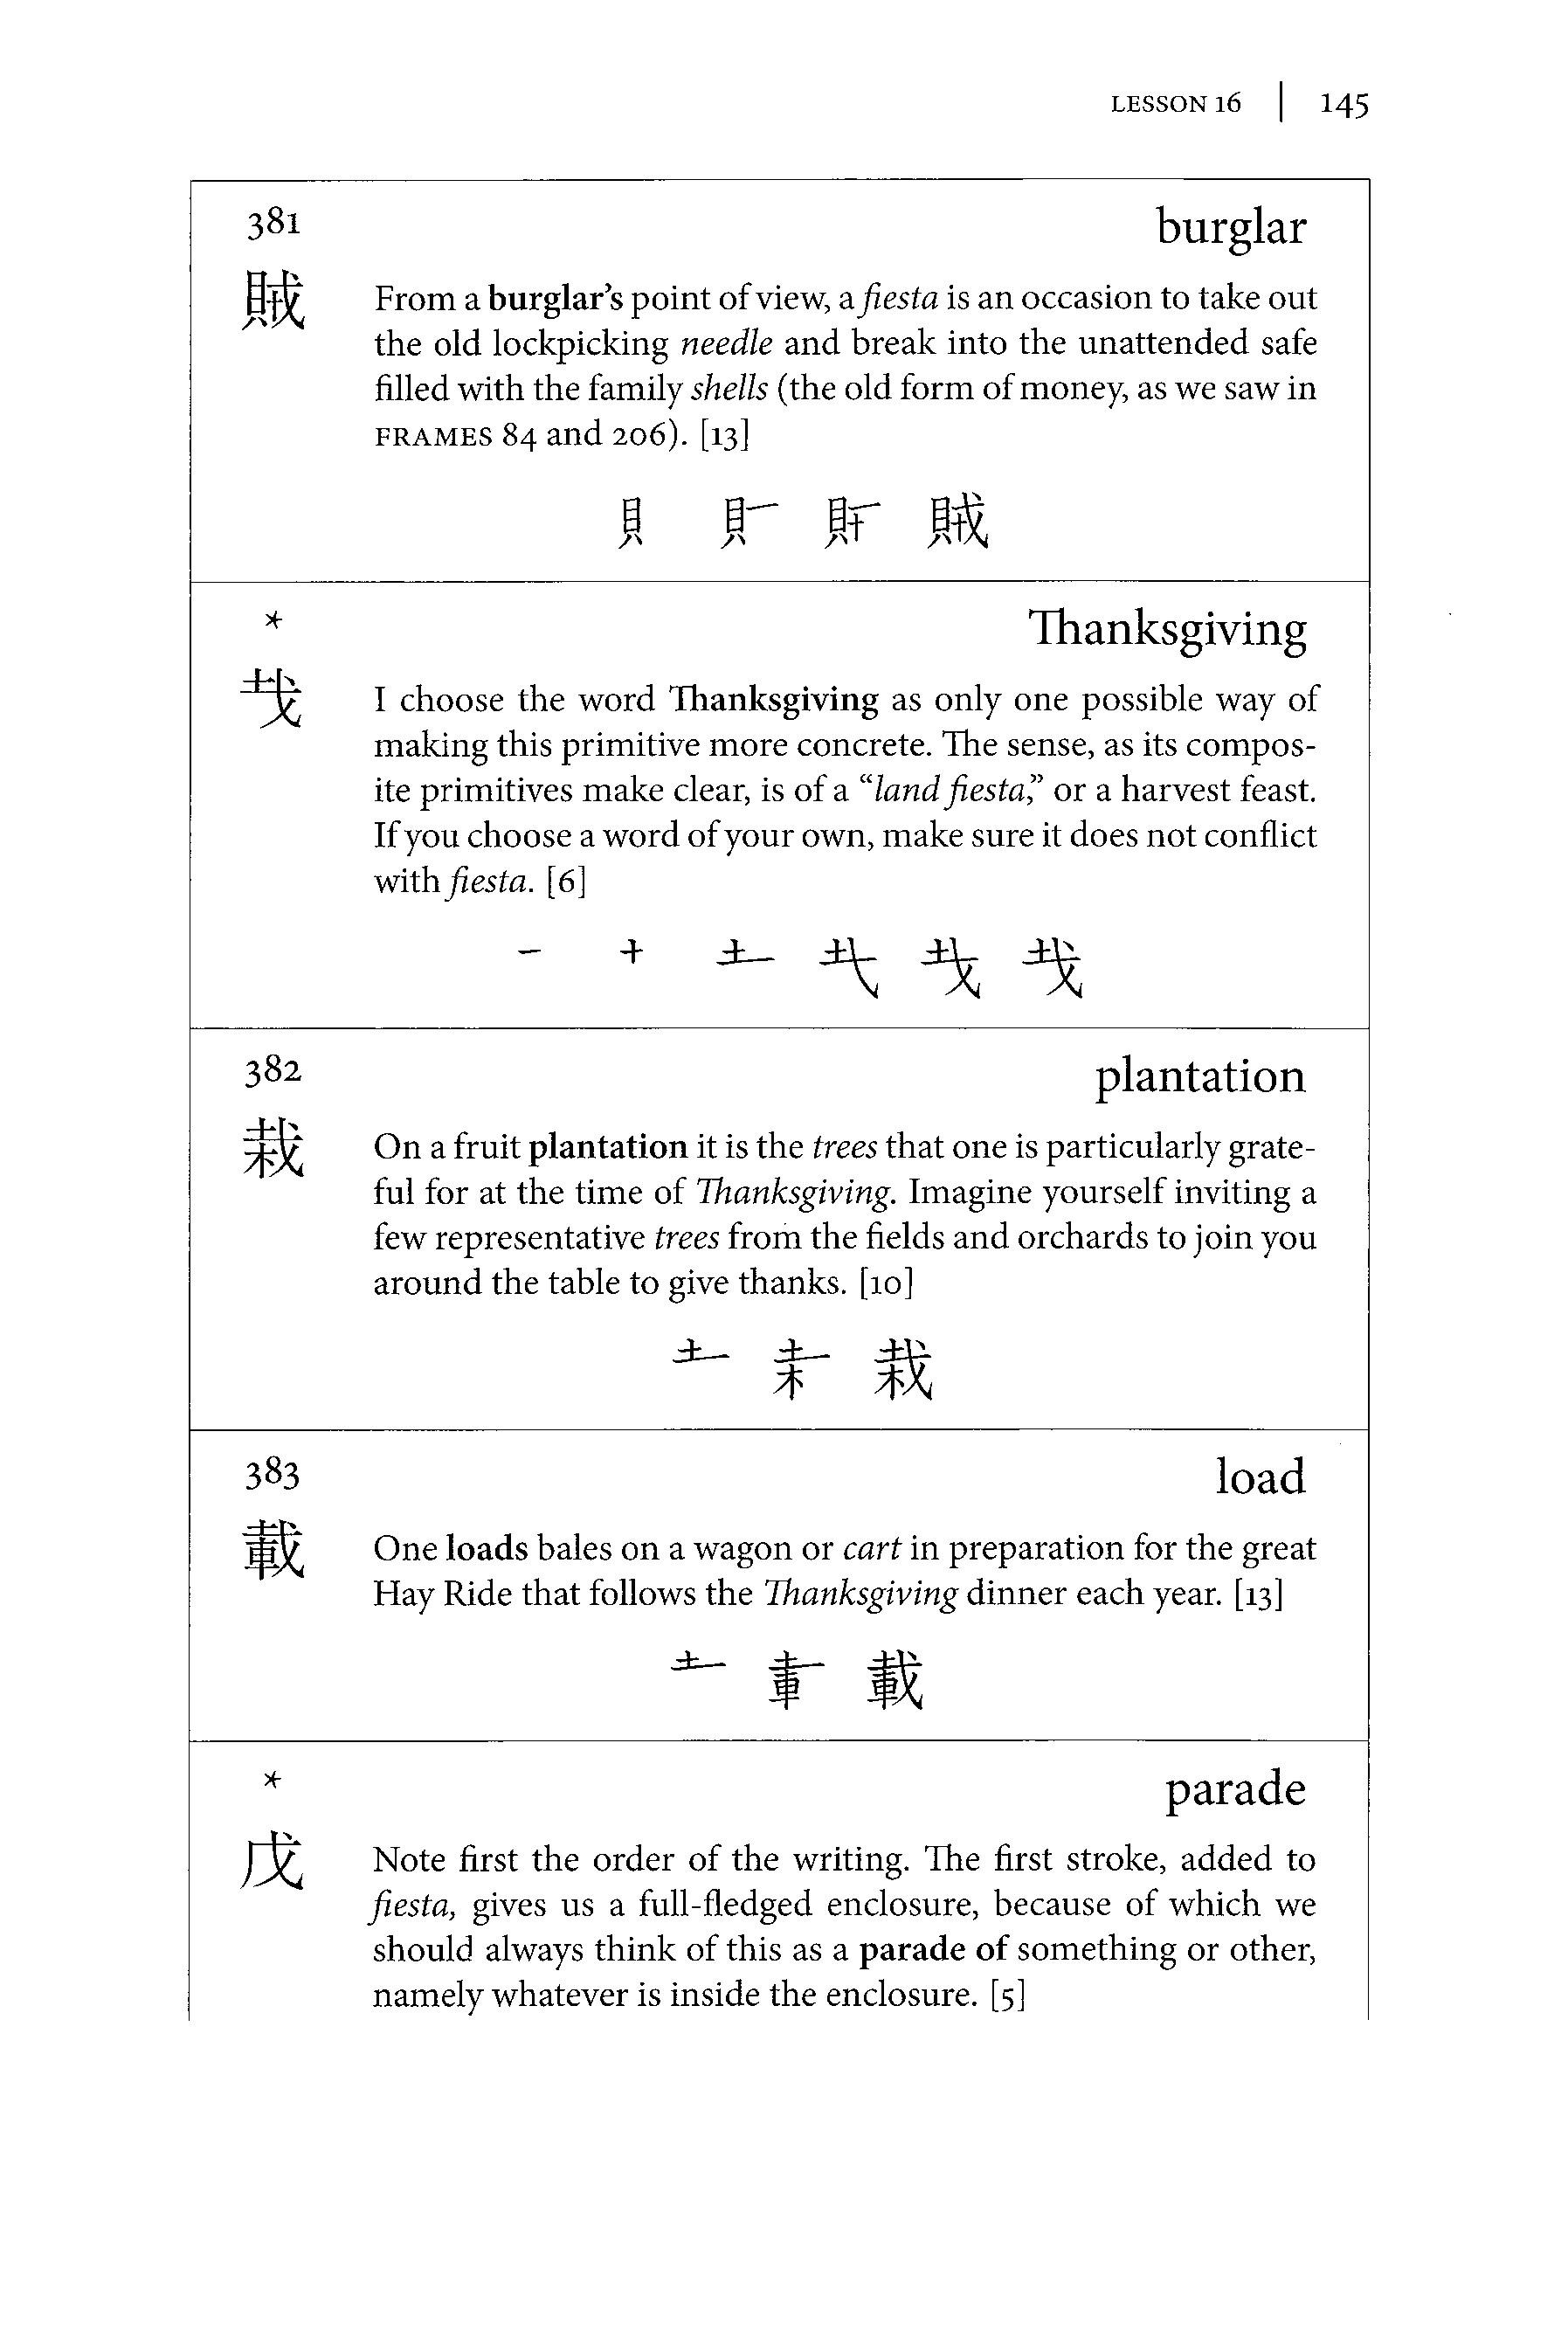 LESSON 16 | 145
381 burglar
賊 From a burglar's point of view, a fiesta is an occasion to take out
the old lockpicking needle and break into the unattended safe
filled with the family shells (the old form of money, as we saw in
FRAMES 84 and 206). [13]
貝 賊
* Thanksgiving
𢦏 I choose the word Thanksgiving as only one possible way of
making this primitive more concrete. The sense, as its compos-
ite primitives make clear, is of a “land fiesta,” or a harvest feast.
If you choose a word of your own, make sure it does not conflict
with fiesta. [6]
一 十 𢦏
382 plantation
栽 On a fruit plantation it is the trees that one is particularly grate-
ful for at the time of Thanksgiving. Imagine yourself inviting a
few representative trees from the fields and orchards to join you
around the table to give thanks. [10]
土 栽
383 load
載 One loads bales on a wagon or cart in preparation for the great
Hay Ride that follows the Thanksgiving dinner each year. [13]
土 載
* parade
戊 Note first the order of the writing. The first stroke, added to
fiesta, gives us a full-fledged enclosure, because of which we
should always think of this as a parade of something or other,
namely whatever is inside the enclosure. [5]